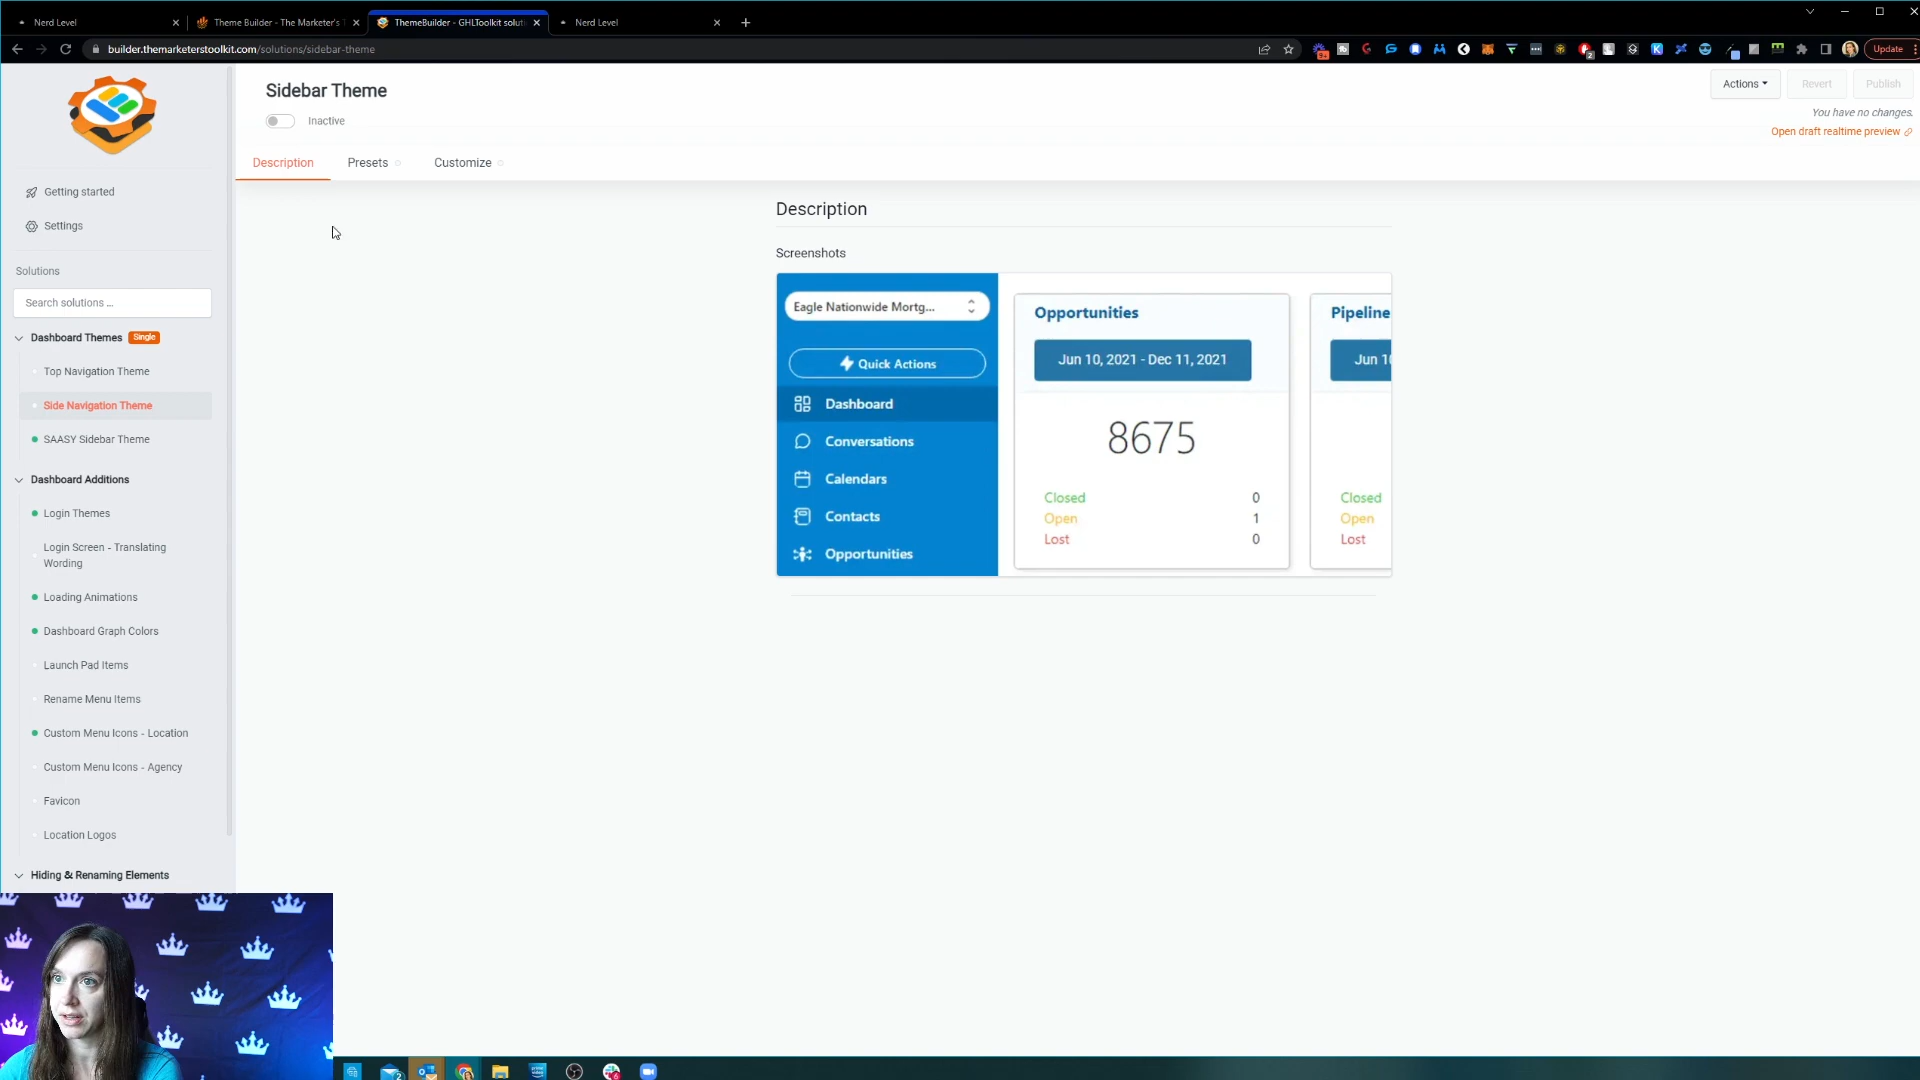 Nerd Level
Theme Builder - The Marketer's T
ThemeBuilder - GHLToolkit soluti
Nerd Level
builder.themarketerstoolkit.com/solutions/sidebar-theme
Update
Sidebar Theme
Inactive
Actions
Revert
Publish
You have no changes.
Open draft realtime preview
Description
Presets
Customize
Getting started
Settings
Solutions
Search solutions ...
Dashboard Themes
Single
Top Navigation Theme
Side Navigation Theme
SAASY Sidebar Theme
Dashboard Additions
Login Themes
Login Screen - Translating
Wording
Loading Animations
Dashboard Graph Colors
Launch Pad Items
Rename Menu Items
Custom Menu Icons - Location
Custom Menu Icons - Agency
Favicon
Location Logos
Hiding & Renaming Elements
Description
Screenshots
Eagle Nationwide Mortg...
Quick Actions
Dashboard
Conversations
Calendars
Contacts
Opportunities
Opportunities
Jun 10, 2021 - Dec 11, 2021
8675
Closed 0
Open 1
Lost 0
Pipeline
Jun 10
Closed
Open
Lost